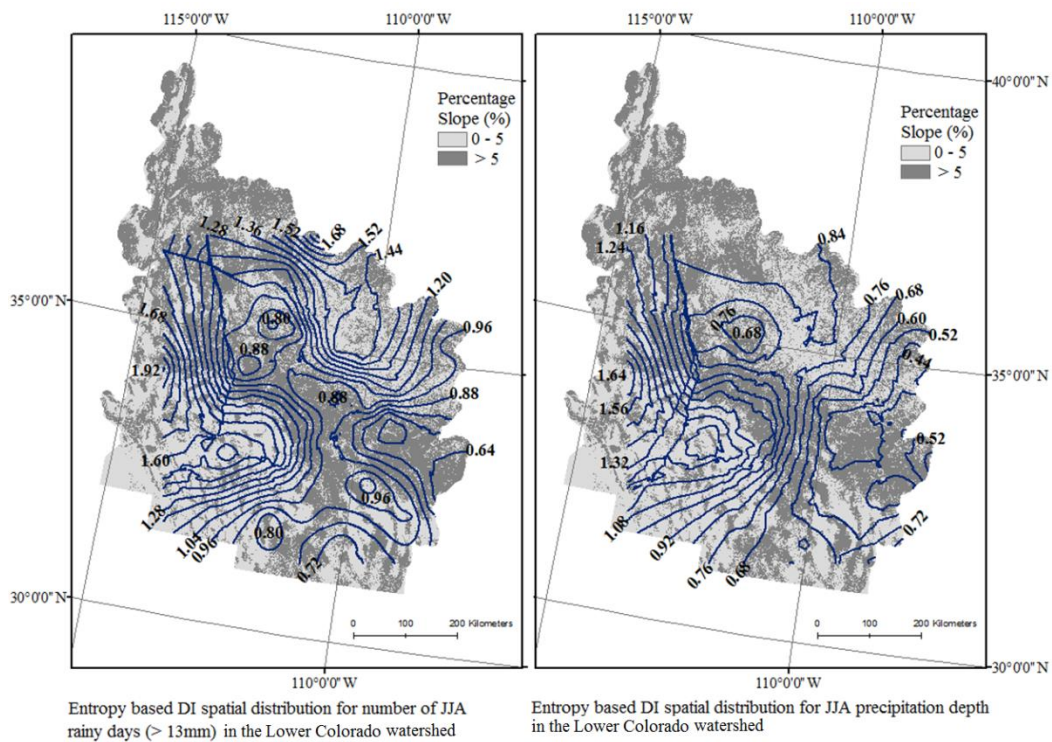 115°0'0"W
110°0'0"W
115°0'0"W
110°0'0"W
40°0'0"N
35°0'0"N
30°0'0"N
35°0'0"N
30°0'0"N
Percentage
Slope (%)
0 - 5
> 5
1.28
1.36
1.52
1.68
1.52
1.44
1.20
0.96
0.88
0.64
1.68
1.92
1.60
1.28
1.04
0.96
0.80
0.88
0.88
0.96
0.80
0.72
0 100 200 Kilometers
110°0'0"W
Percentage
Slope (%)
0 - 5
> 5
1.16
1.24
0.84
0.76
0.68
0.60
0.52
0.44
0.76
0.68
1.64
1.56
1.32
1.08
0.92
0.76
0.68
0.52
0.72
0 100 200 Kilometers
110°0'0"W
Entropy based DI spatial distribution for number of JJA
rainy days (> 13mm) in the Lower Colorado watershed
Entropy based DI spatial distribution for JJA precipitation depth
in the Lower Colorado watershed